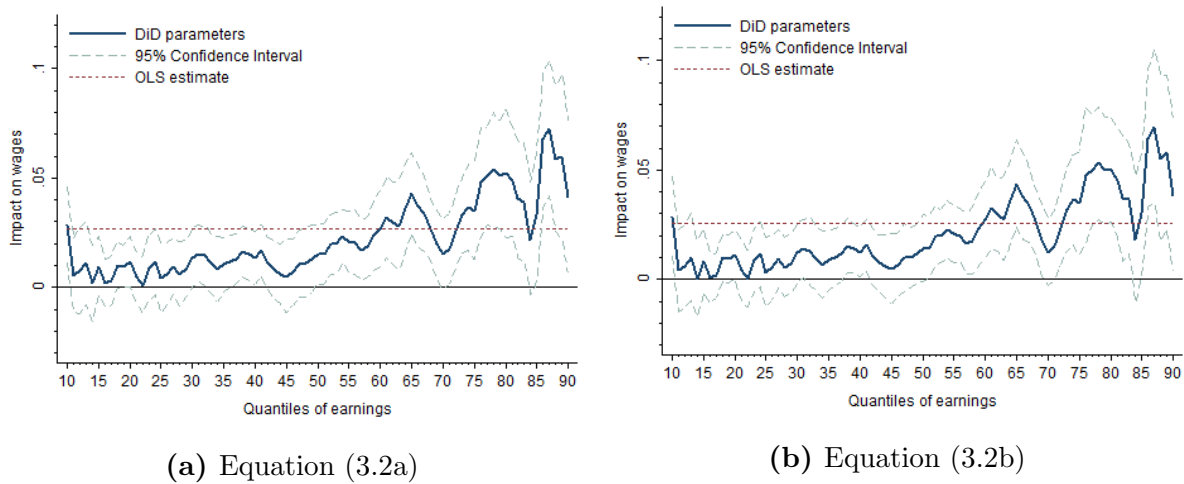 DiD parameters
95% Confidence Interval
OLS estimate
Impact on wages
.1
.05
0
10 15 20 25 30 35 40 45 50 55 60 65 70 75 80 85 90
Quantiles of earnings
(a) Equation (3.2a)
DiD parameters
95% Confidence Interval
OLS estimate
Impact on wages
.1
.05
0
10 15 20 25 30 35 40 45 50 55 60 65 70 75 80 85 90
Quantiles of earnings
(b) Equation (3.2b)